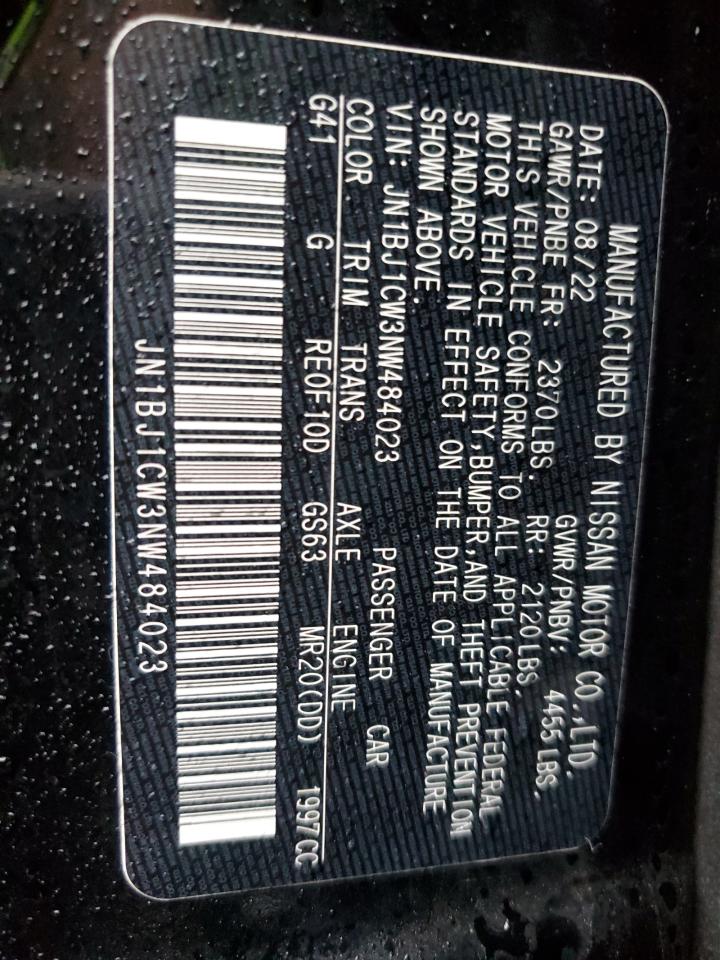 MANUFACTURED BY NISSAN MOTOR CO.,LTD.
DATE: 08/22 GVWR/PNBV: 4455 LBS.
GAWR/PNBE FR: 2370 LBS. RR: 2120 LBS.
THIS VEHICLE CONFORMS TO ALL APPLICABLE FEDERAL
MOTOR VEHICLE SAFETY,BUMPER,AND THEFT PREVENTION
STANDARDS IN EFFECT ON THE DATE OF MANUFACTURE
SHOWN ABOVE.
VIN: JN1BJ1CW3NW484023 PASSENGER CAR
COLOR TRIM TRANS AXLE ENGINE
G41 G RE0F10D GS63 MR20(DD) 1997CC
JN1BJ1CW3NW484023